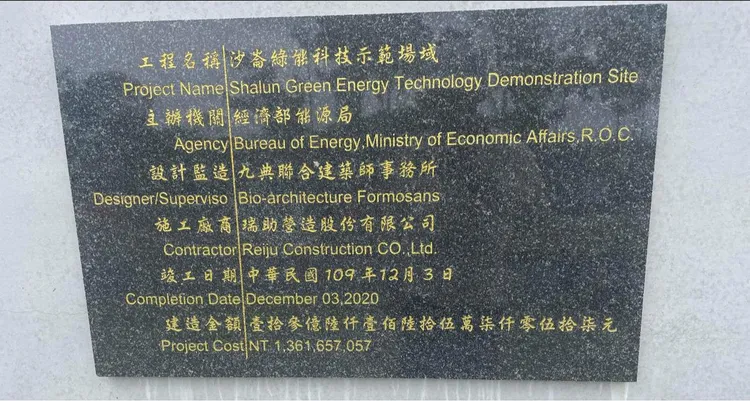 工程名稱 沙崙綠能科技示範場域
Project Name Shalun Green Energy Technology Demonstration Site
主辦機關 經濟部能源局
Agency Bureau of Energy,Ministry of Economic Affairs,R.O.C.
設計監造 九典聯合建築師事務所
Designer/Superviso Bio-architecture Formosans
施工廠商 瑞助營造股份有限公司
Contractor Reiju Construction CO.,Ltd.
竣工日期 中華民國109年12月3日
Completion Date December 03,2020
建造金額 壹拾參億陸仟壹佰陸拾伍萬柒仟零伍拾柒元
Project Cost NT 1,361,657,057